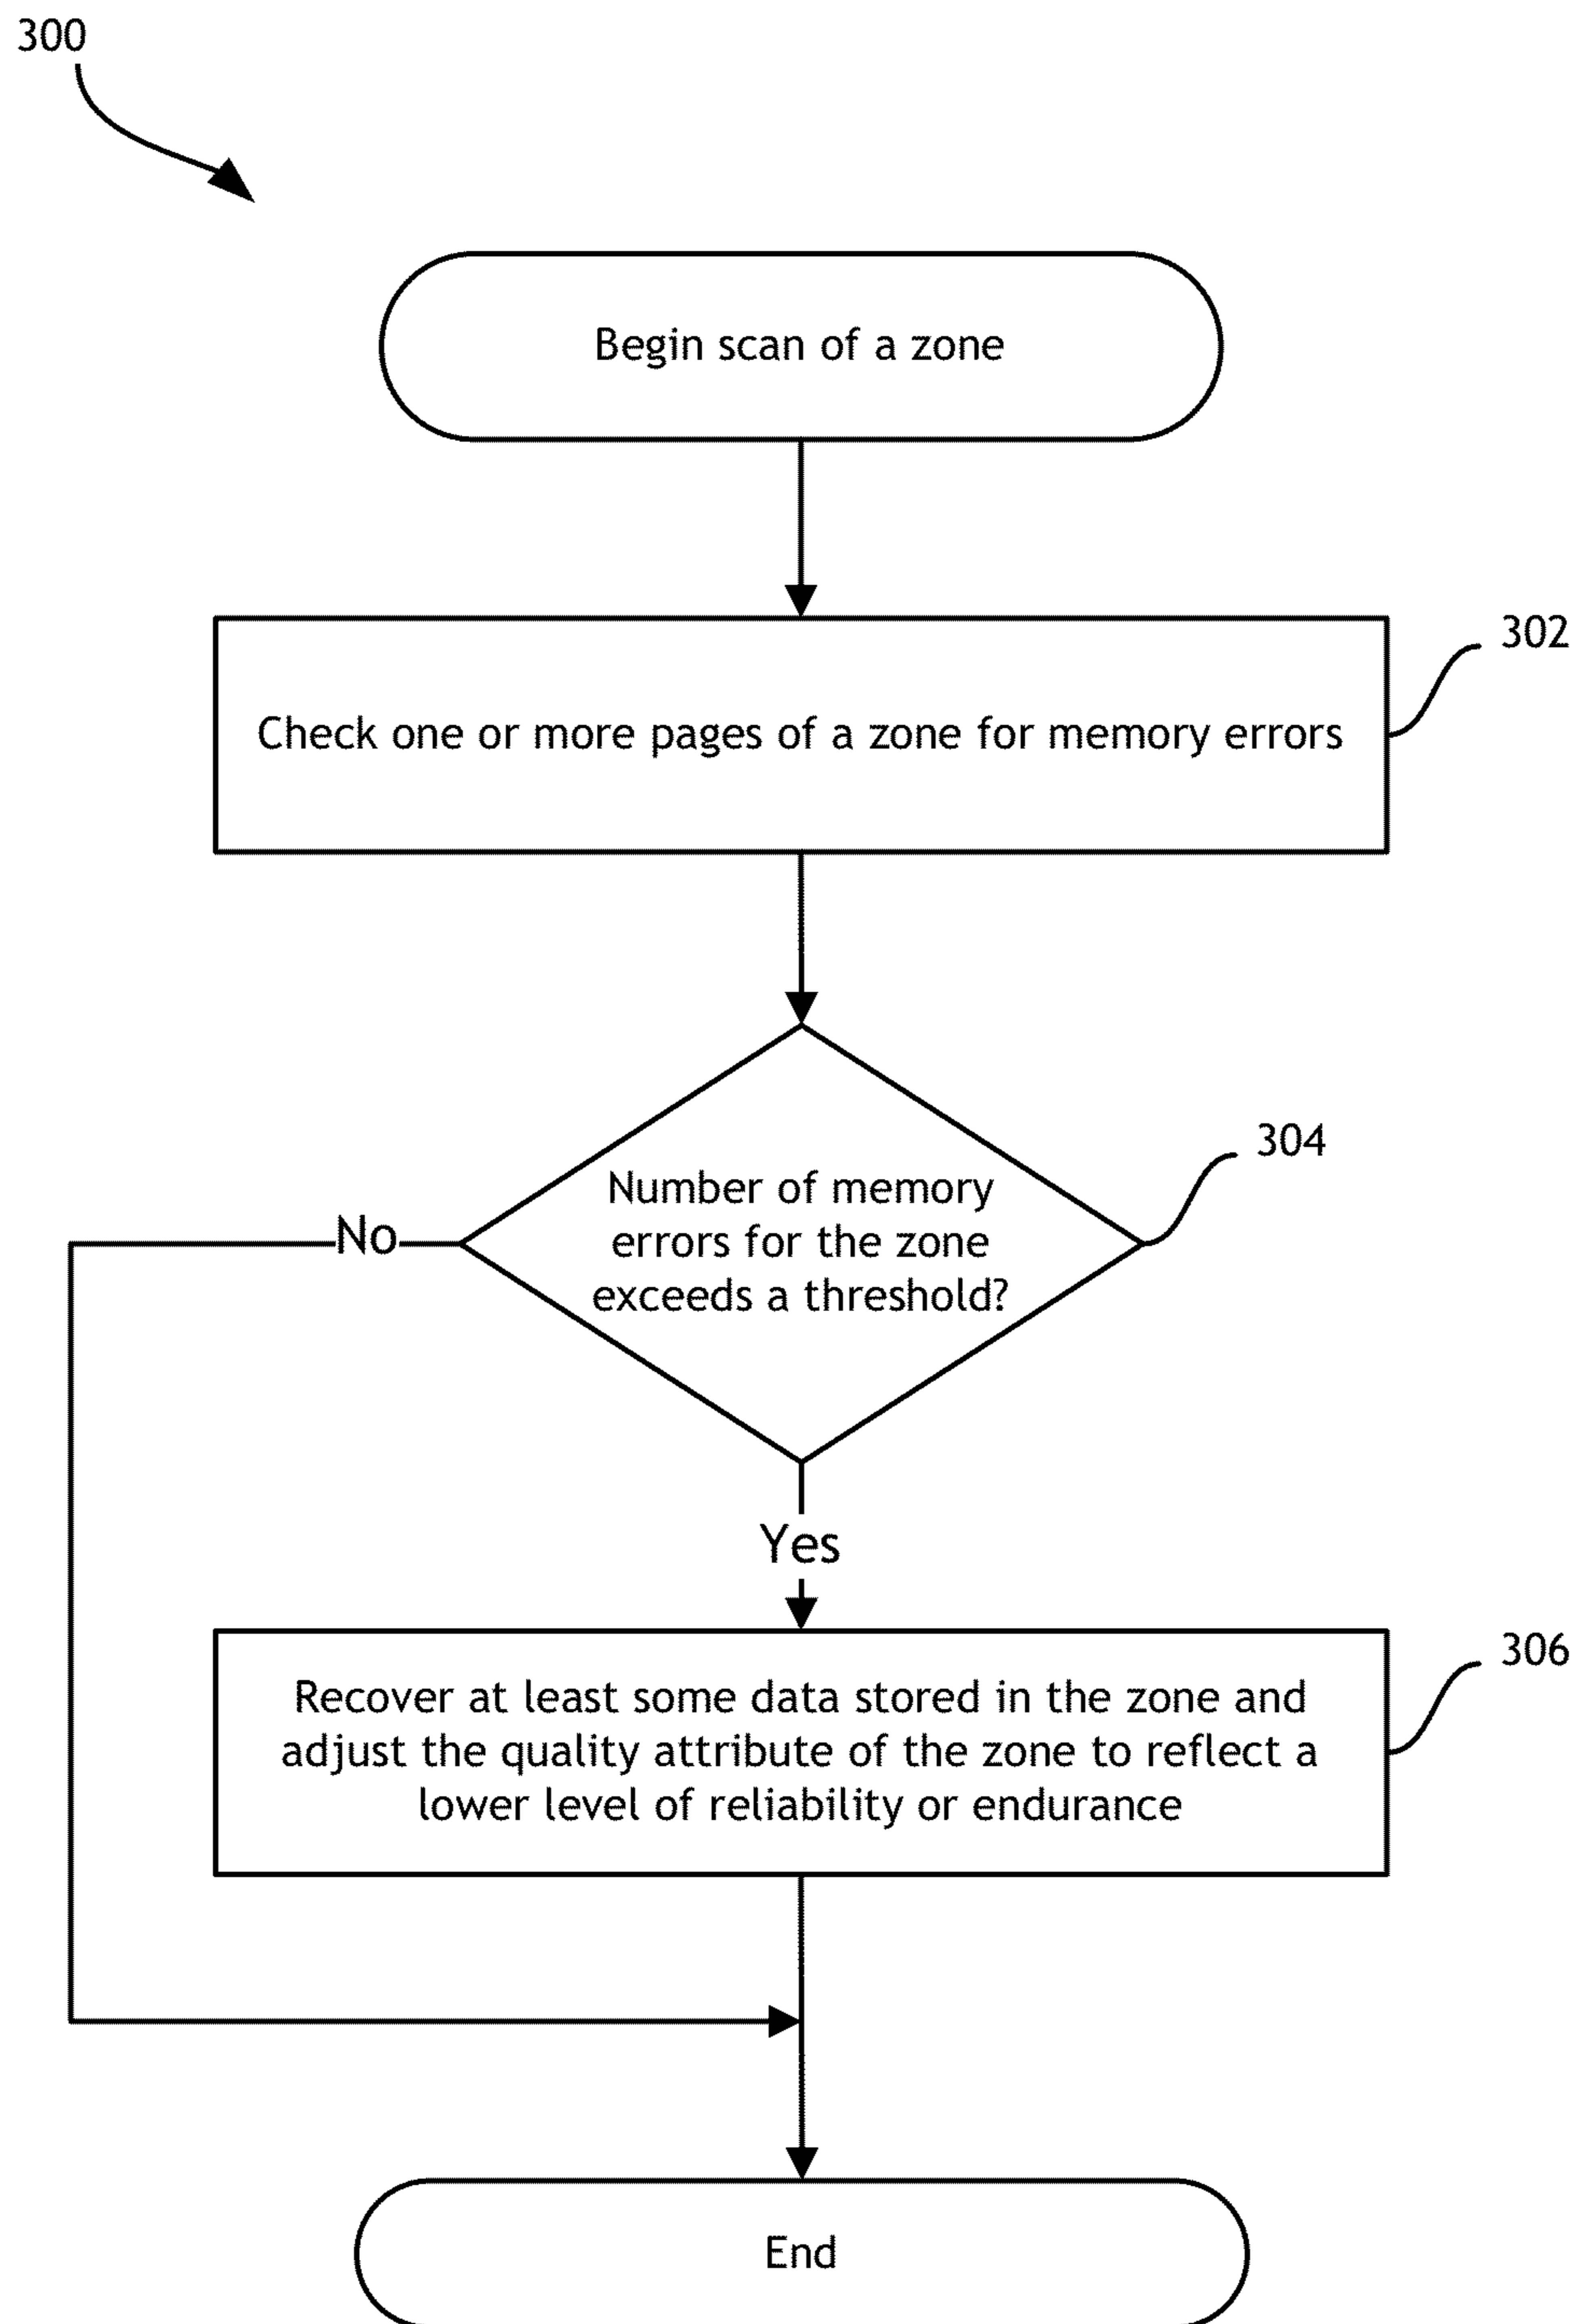 300
Begin scan of a zone
302
Check one or more pages of a zone for memory errors
304
Number of memory
errors for the zone
exceeds a threshold?
No
Yes
306
Recover at least some data stored in the zone and
adjust the quality attribute of the zone to reflect a
lower level of reliability or endurance
End